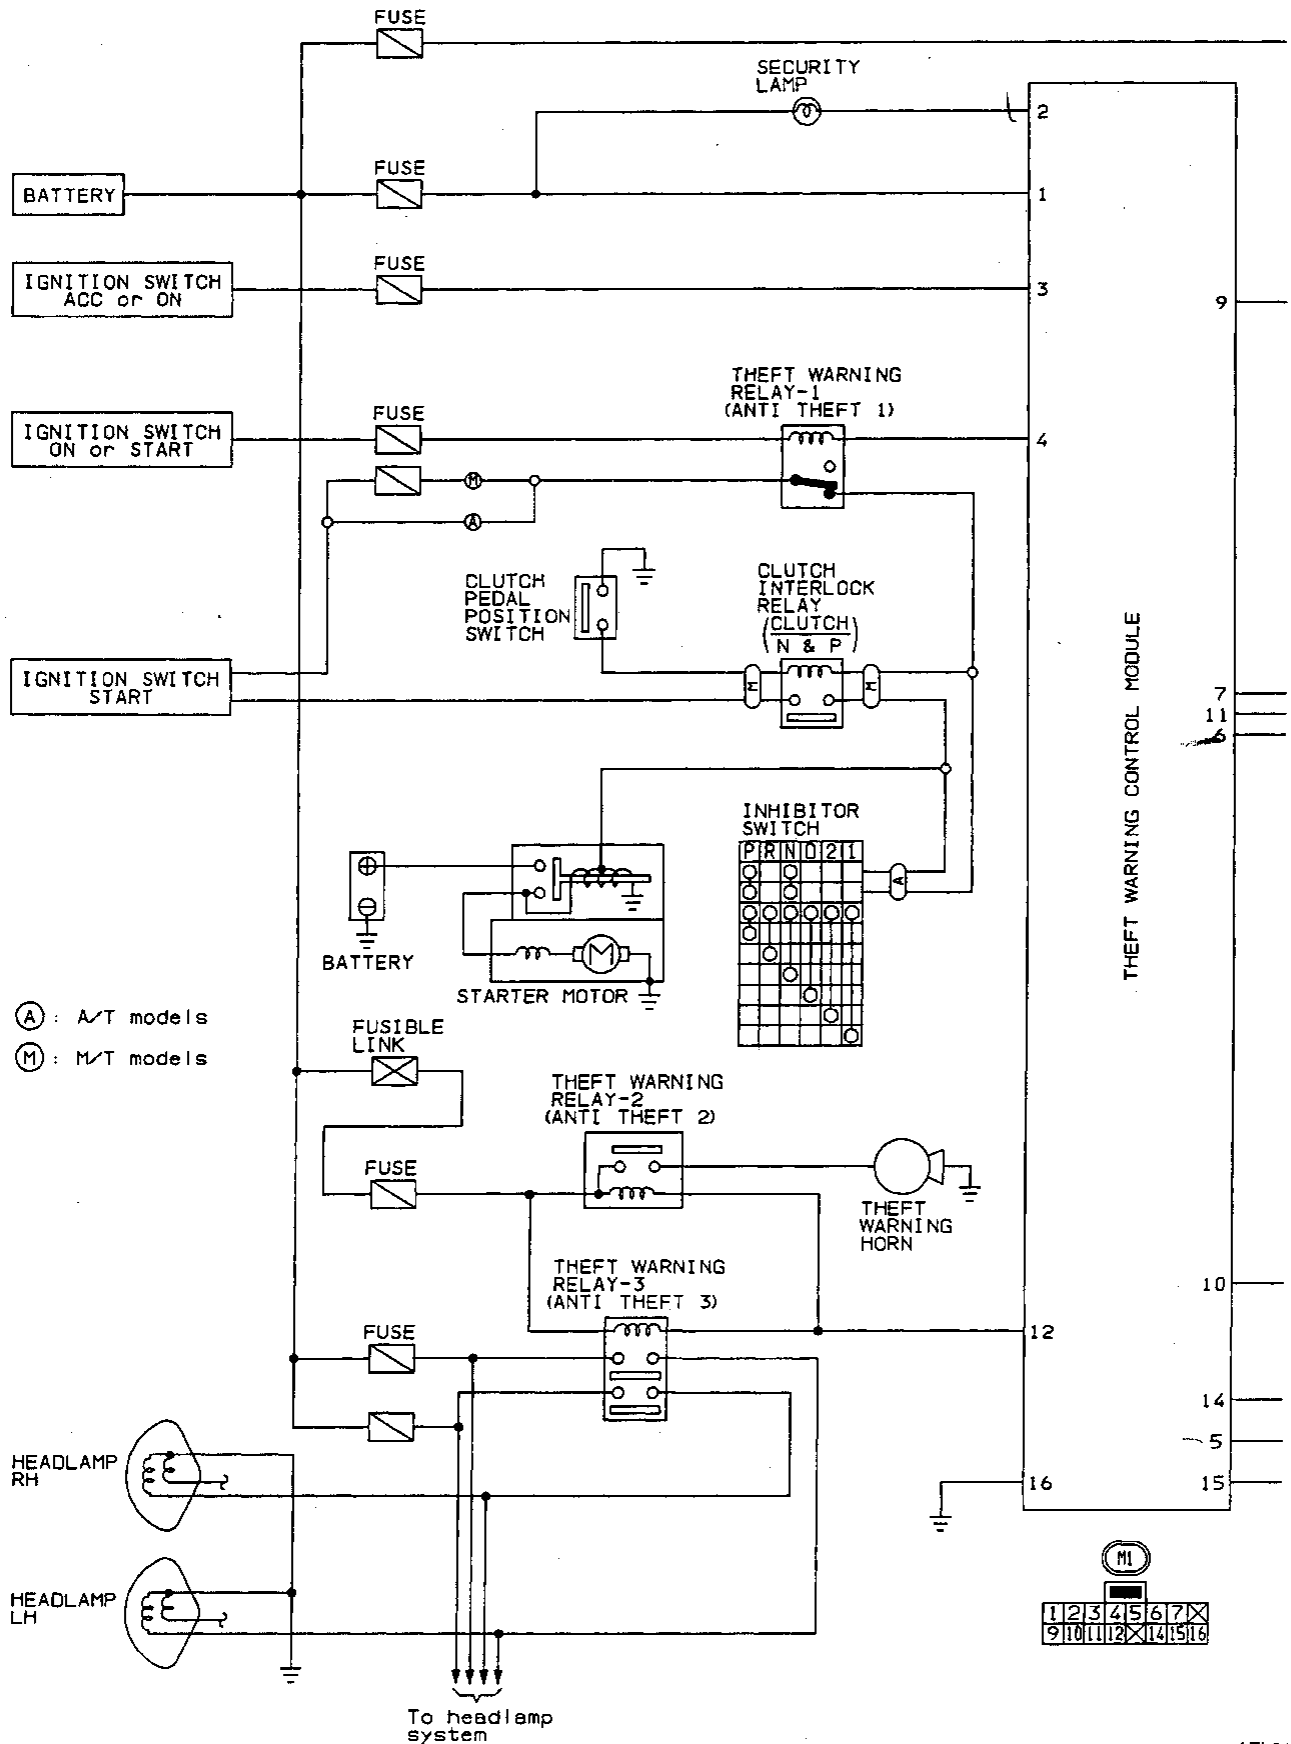 FUSE
SECURITY
LAMP
2
FUSE
BATTERY
1
FUSE
IGNITION SWITCH
ACC or ON
3
9
THEFT WARNING
RELAY-1
(ANTI THEFT 1)
FUSE
IGNITION SWITCH
ON or START
4
M
A
CLUTCH
PEDAL
POSITION
SWITCH
CLUTCH
INTERLOCK
RELAY
(CLUTCH
N & P)
THEFT WARNING CONTROL MODULE
IGNITION SWITCH
START
M
M
7
11
6
INHIBITOR
SWITCH
P R N D 2 1
A
BATTERY
M
STARTER MOTOR
A : A/T models
M : M/T models
FUSIBLE
LINK
THEFT WARNING
RELAY-2
(ANTI THEFT 2)
FUSE
THEFT
WARNING
HORN
THEFT WARNING
RELAY-3
(ANTI THEFT 3)
10
FUSE
12
14
5
HEADLAMP
RH
16
15
M1
HEADLAMP
LH
1 2 3 4 5 6 7
9 10 11 12 14 15 16
To headlamp
system